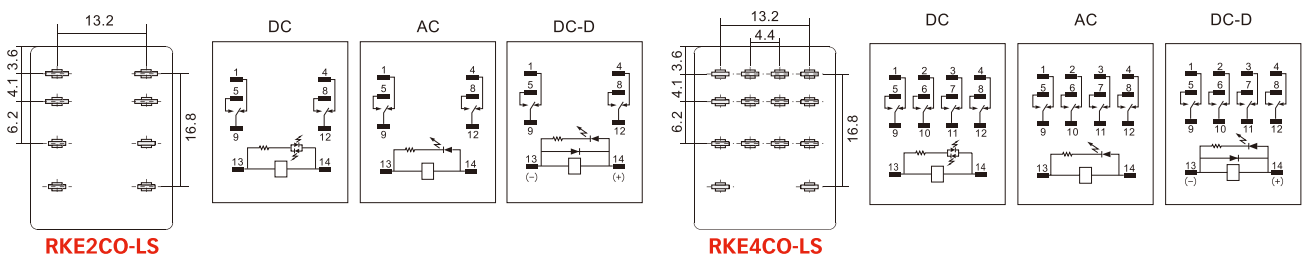 13.2
3.6
4.1
6.2
16.8
RKE2CO-LS
DC
1 4
5 8
9 12
13 14
AC
1 4
5 8
9 12
13 14
DC-D
1 4
5 8
9 12
13 14
(–) (+)
13.2
4.4
3.6
4.1
6.2
16.8
RKE4CO-LS
DC
1 2 3 4
5 6 7 8
9 10 11 12
13 14
AC
1 2 3 4
5 6 7 8
9 10 11 12
13 14
DC-D
1 2 3 4
5 6 7 8
9 10 11 12
13 14
(–) (+)